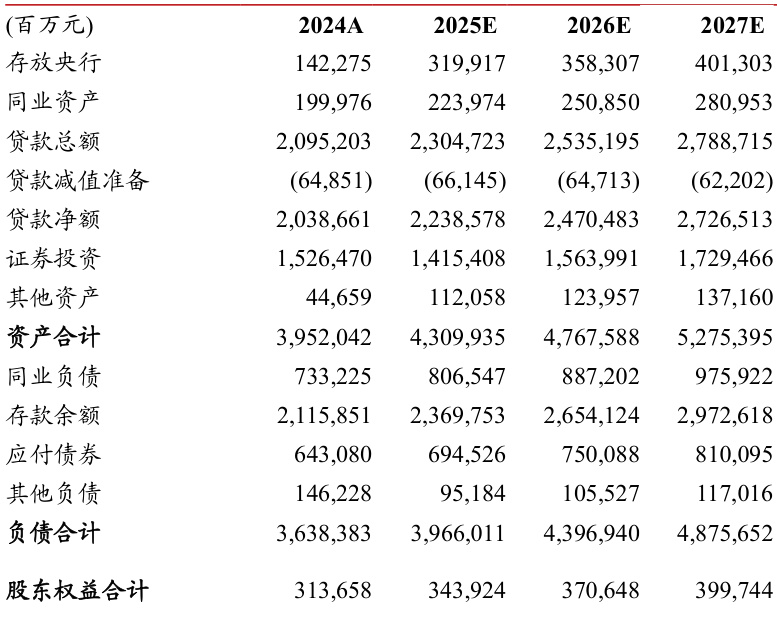 (百万元) 2024A 2025E 2026E 2027E
存放央行 142,275 319,917 358,307 401,303
同业资产 199,976 223,974 250,850 280,953
贷款总额 2,095,203 2,304,723 2,535,195 2,788,715
贷款减值准备 (64,851) (66,145) (64,713) (62,202)
贷款净额 2,038,661 2,238,578 2,470,483 2,726,513
证券投资 1,526,470 1,415,408 1,563,991 1,729,466
其他资产 44,659 112,058 123,957 137,160
资产合计 3,952,042 4,309,935 4,767,588 5,275,395
同业负债 733,225 806,547 887,202 975,922
存款余额 2,115,851 2,369,753 2,654,124 2,972,618
应付债券 643,080 694,526 750,088 810,095
其他负债 146,228 95,184 105,527 117,016
负债合计 3,638,383 3,966,011 4,396,940 4,875,652
股东权益合计 313,658 343,924 370,648 399,744